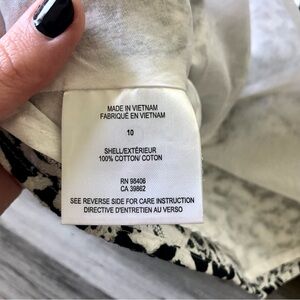 MADE IN VIETNAM
FABRIQUÉ EN VIETNAM
10
SHELL/EXTÉRIEUR
100% COTTON/ COTON
RN 98406
CA 39862
SEE REVERSE SIDE FOR CARE INSTRUCTION
DIRECTIVE D'ENTRETIEN AU VERSO